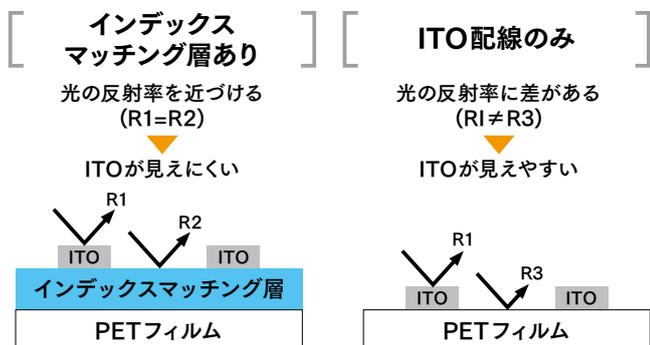 インデックス
マッチング層あり
光の反射率を近づける
(R1=R2)
ITOが見えにくい
R1
R2
ITO
ITO
インデックスマッチング層
PETフィルム
ITO配線のみ
光の反射率に差がある
(RI≠R3)
ITOが見えやすい
R1
R3
ITO
ITO
PETフィルム